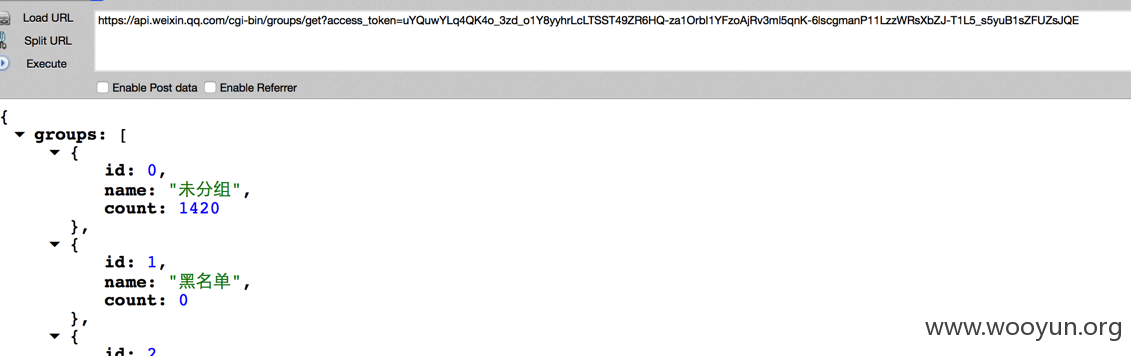 Load URL
https://api.weixin.qq.com/cgi-bin/groups/get?access_token=uYQuwYLq4QK4o_3zd_o1Y8yyhrLcLTSST49ZR6HQ-za1Orbl1YFzoAjRv3ml5qnK-6lscgmanP11LzzWRsXbZJ-T1L5_s5yuB1sZFUZsJQE
Split URL
Execute
Enable Post data Enable Referrer
{
groups: [
{
id: 0,
name: "未分组",
count: 1420
},
{
id: 1,
name: "黑名单",
count: 0
},
{
id: 2
www.wooyun.org